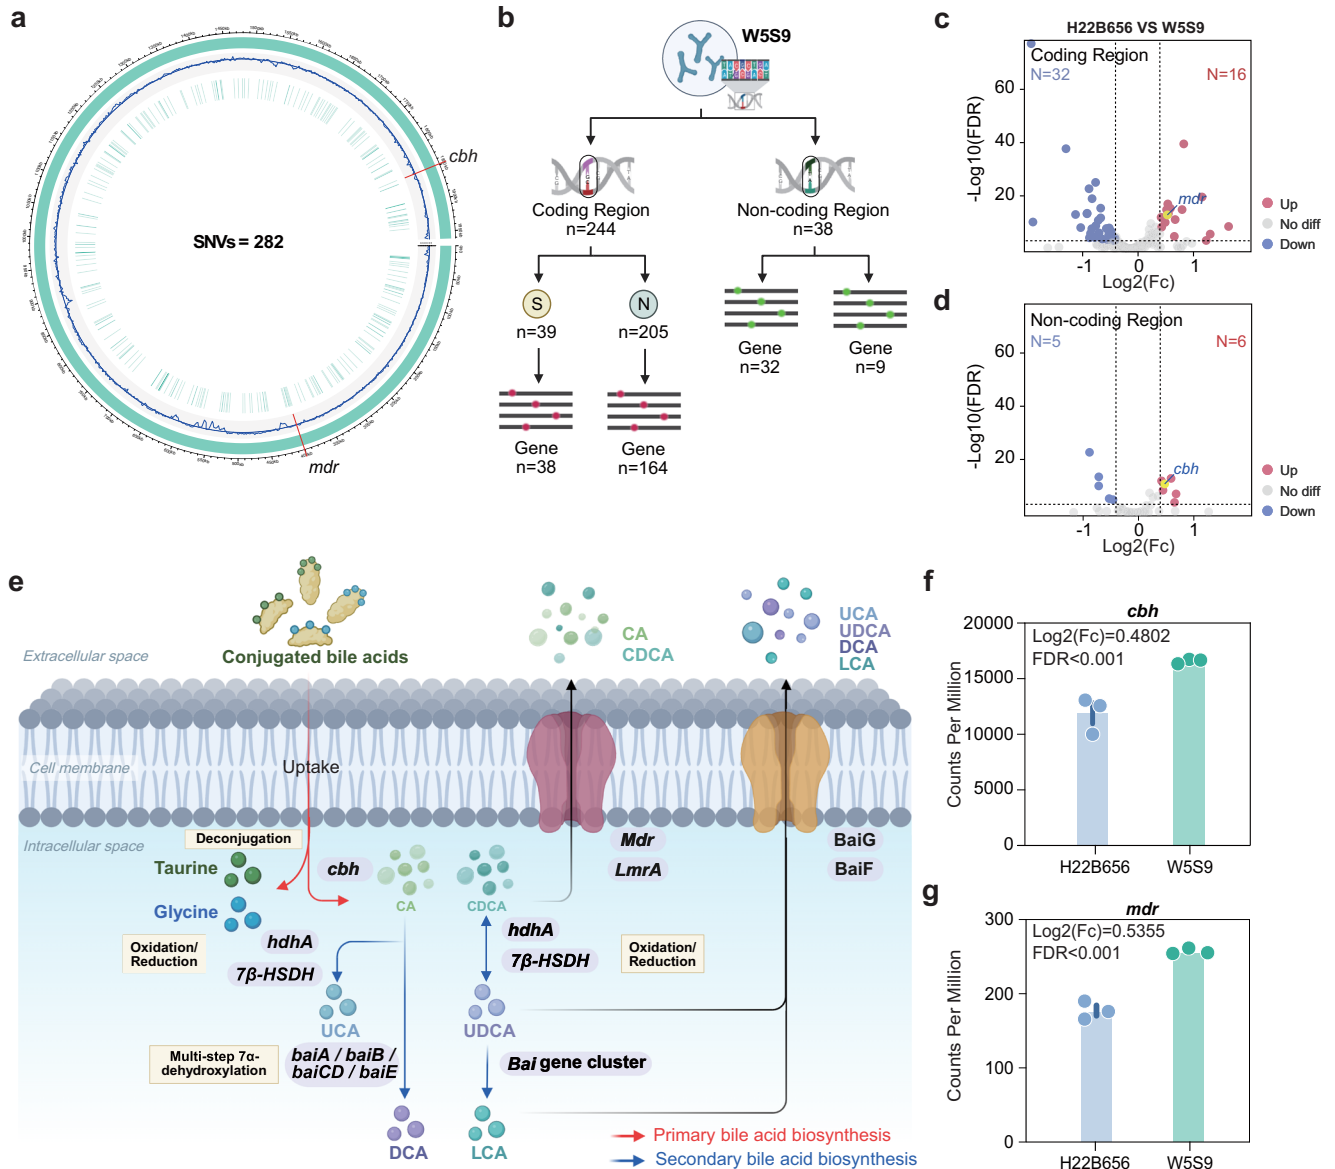 a
cbh
SNVs = 282
mdr
b
W5S9
Coding Region
n=244
Non-coding Region
n=38
S
N
n=39
n=205
Gene
n=32
Gene
n=9
Gene
n=38
Gene
n=164
c
H22B656 VS W5S9
Coding Region
N=32
N=16
60
40
20
-Log10(FDR)
mdr
Up
No diff
Down
-1
0
1
Log2(Fc)
d
Non-coding Region
N=5
N=6
60
40
20
-Log10(FDR)
cbh
Up
No diff
Down
-1
0
1
Log2(Fc)
e
Extracellular space
Conjugated bile acids
CA
CDCA
UCA
UDCA
DCA
LCA
Cell membrane
Uptake
Intracellular space
Deconjugation
Taurine
Glycine
cbh
CA
CDCA
Mdr
LmrA
BaiG
BaiF
Oxidation/
Reduction
hdhA
7β-HSDH
hdhA
7β-HSDH
Oxidation/
Reduction
UCA
UDCA
Multi-step 7α-
dehydroxylation
baiA / baiB /
baiCD / baiE
Bai gene cluster
DCA
LCA
Primary bile acid biosynthesis
Secondary bile acid biosynthesis
f
cbh
Log2(Fc)=0.4802
FDR<0.001
20000
15000
10000
5000
0
Counts Per Million
H22B656
W5S9
g
mdr
Log2(Fc)=0.5355
FDR<0.001
300
200
100
0
Counts Per Million
H22B656
W5S9